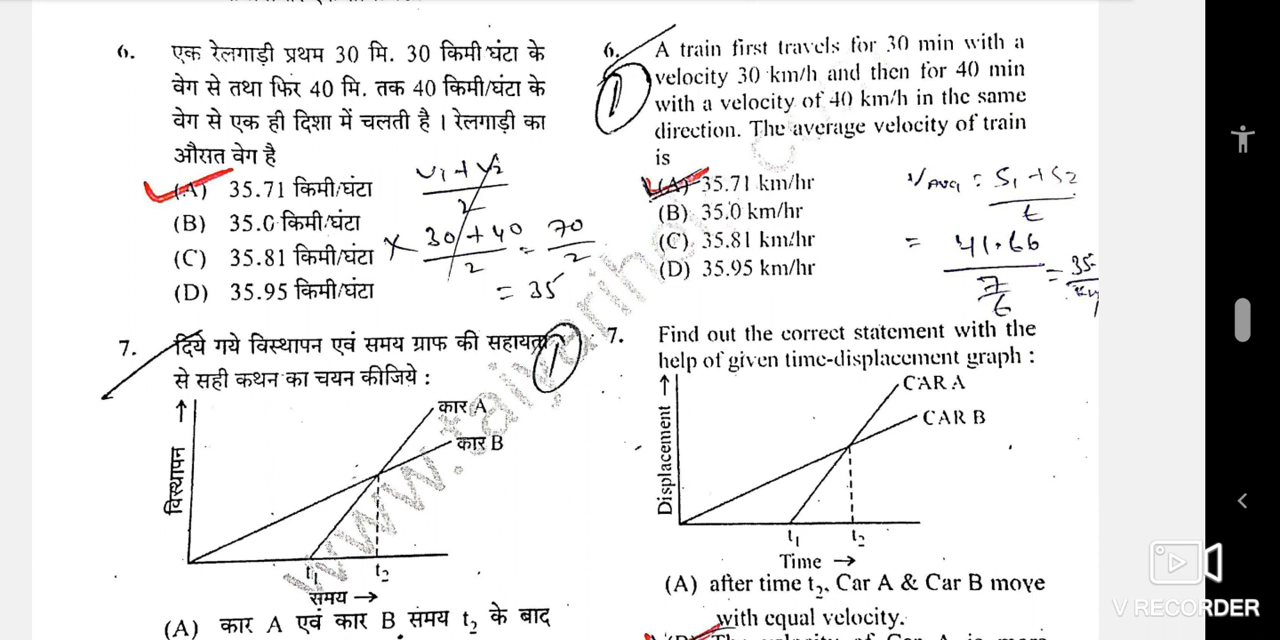 6. एक रेलगाड़ी प्रथम 30 मि. 30 किमी घंटा के
वेग से तथा फिर 40 मि. तक 40 किमी/घंटा के
वेग से एक ही दिशा में चलती है । रेलगाड़ी का
औसत वेग है
(A) 35.71 किमी/घंटा
(B) 35.0 किमी/घंटा
(C) 35.81 किमी/घंटा
(D) 35.95 किमी/घंटा
V₁ + V₂
2
× 30 + 40 = 70
2 2
= 35
7. दिये गये विस्थापन एवं समय ग्राफ की सहायता
से सही कथन का चयन कीजिये :
कार A
कार B
विस्थापन →
t₁ t₂
समय →
(A) कार A एवं कार B समय t₂ के बाद
6. A train first travels for 30 min with a
1 velocity 30 km/h and then for 40 min
with a velocity of 40 km/h in the same
direction. The average velocity of train
is
(A) 35.71 km/hr
(B) 35.0 km/hr
(C) 35.81 km/hr
(D) 35.95 km/hr
VAvg = S₁ + S₂
t
= 41.66
7
6
= 35
1
7. Find out the correct statement with the
help of given time-displacement graph :
CAR A
CAR B
Displacement →
t₁ t₂
Time →
(A) after time t₂, Car A & Car B move
with equal velocity.
V RECORDER